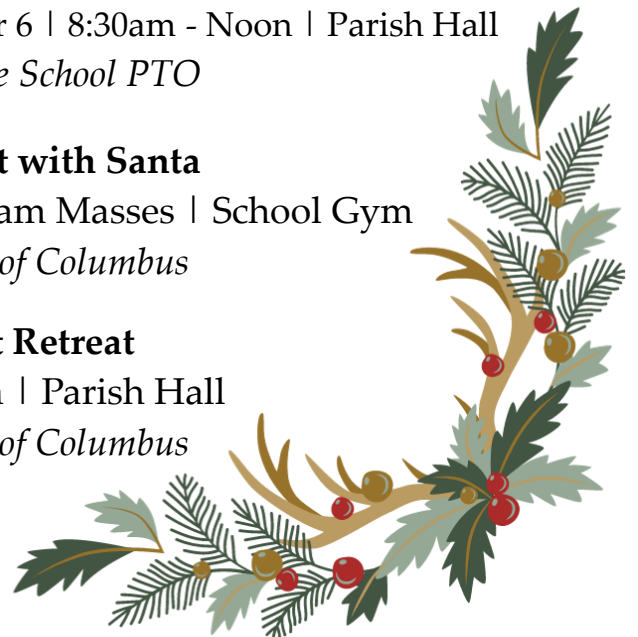 r 6 | 8:30am - Noon | Parish Hall
e School PTO
t with Santa
am Masses | School Gym
of Columbus
t Retreat
n | Parish Hall
of Columbus